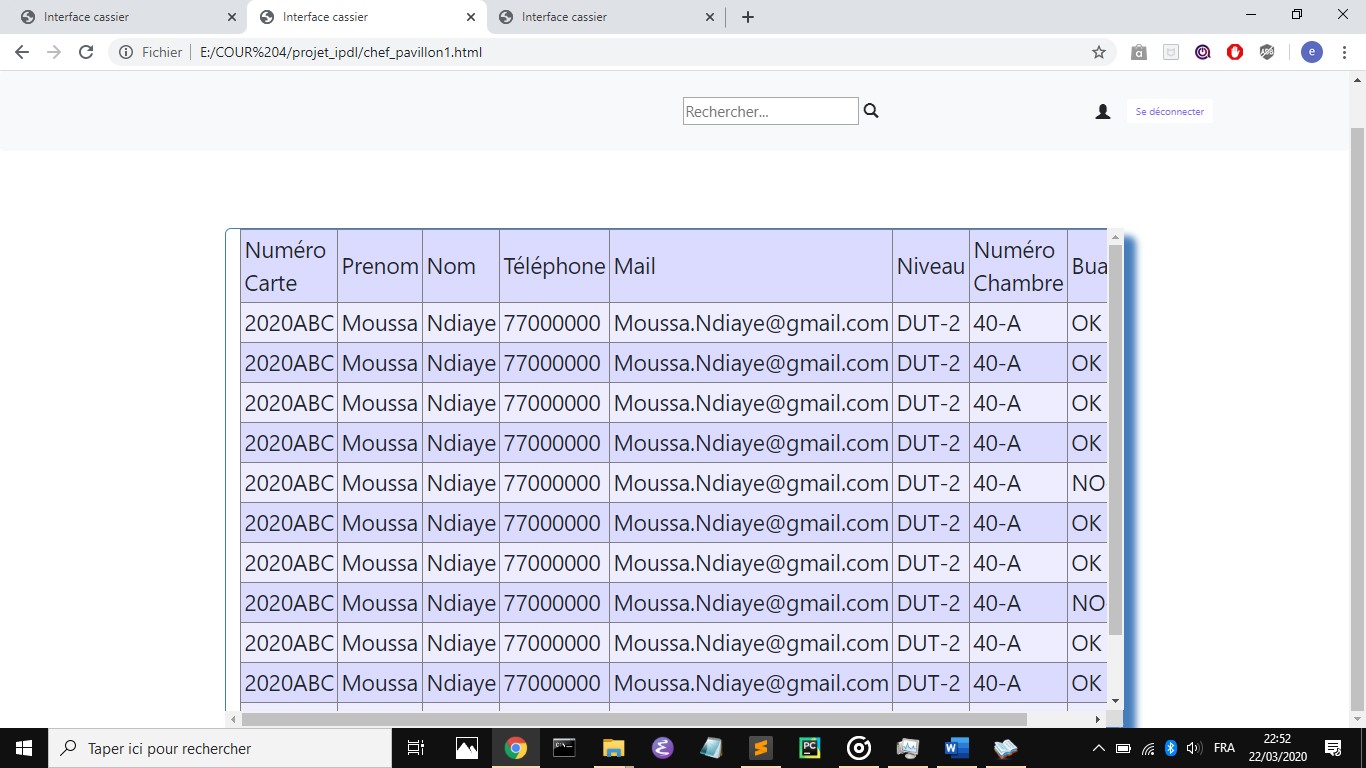 Interface cassier
Interface cassier
Interface cassier
Fichier E:/COUR%204/projet_ipdl/chef_pavillon1.html
e
Rechercher...
Se déconnecter
Numéro Carte Prenom Nom Téléphone Mail Niveau Numéro Chambre Bua
2020ABC Moussa Ndiaye 77000000 Moussa.Ndiaye@gmail.com DUT-2 40-A OK
2020ABC Moussa Ndiaye 77000000 Moussa.Ndiaye@gmail.com DUT-2 40-A OK
2020ABC Moussa Ndiaye 77000000 Moussa.Ndiaye@gmail.com DUT-2 40-A OK
2020ABC Moussa Ndiaye 77000000 Moussa.Ndiaye@gmail.com DUT-2 40-A OK
2020ABC Moussa Ndiaye 77000000 Moussa.Ndiaye@gmail.com DUT-2 40-A NO
2020ABC Moussa Ndiaye 77000000 Moussa.Ndiaye@gmail.com DUT-2 40-A OK
2020ABC Moussa Ndiaye 77000000 Moussa.Ndiaye@gmail.com DUT-2 40-A OK
2020ABC Moussa Ndiaye 77000000 Moussa.Ndiaye@gmail.com DUT-2 40-A NO
2020ABC Moussa Ndiaye 77000000 Moussa.Ndiaye@gmail.com DUT-2 40-A OK
2020ABC Moussa Ndiaye 77000000 Moussa.Ndiaye@gmail.com DUT-2 40-A OK
Taper ici pour rechercher
FRA
22:52
22/03/2020